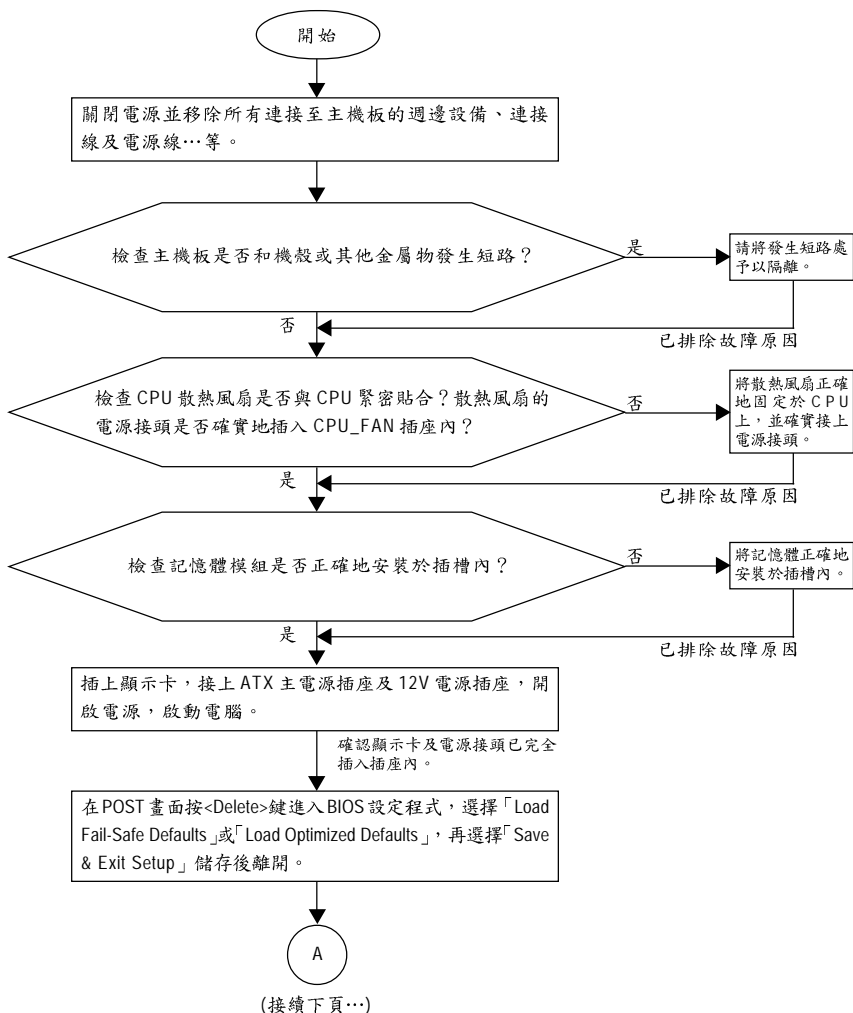 開始
關閉電源並移除所有連接至主機板的週邊設備、連接
線及電源線…等。
檢查主機板是否和機殼或其他金屬物發生短路？
是
請將發生短路處
予以隔離。
否
已排除故障原因
檢查 CPU 散熱風扇是否與 CPU 緊密貼合？散熱風扇的
電源接頭是否確實地插入 CPU_FAN 插座內？
否
將散熱風扇正確
地固定於 CPU
上，並確實接上
電源接頭。
是
已排除故障原因
檢查記憶體模組是否正確地安裝於插槽內？
否
將記憶體正確地
安裝於插槽內。
是
已排除故障原因
插上顯示卡，接上 ATX 主電源插座及 12V 電源插座，開
啟電源，啟動電腦。
確認顯示卡及電源接頭已完全
插入插座內。
在 POST 畫面按<Delete>鍵進入 BIOS 設定程式，選擇「Load
Fail-Safe Defaults」或「Load Optimized Defaults」，再選擇「Save
& Exit Setup」儲存後離開。
A
(接續下頁…)